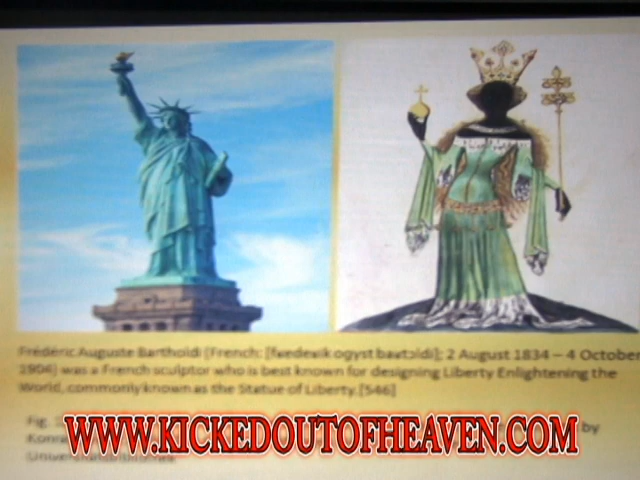 Frédéric Auguste Bartholdi [French: [fʁedeʁik oɡyst baʁtɔldi]; 2 August 1834 – 4 October
1904) was a French sculptor who is best known for designing Liberty Enlightening the
World, commonly known as the Statue of Liberty.[546]
Fig. by
WWW.KICKEDOUTOFHEAVEN.COM